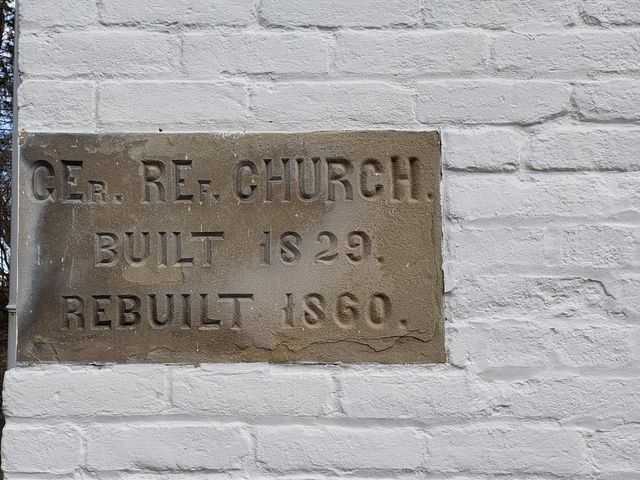 GEr. REf. CHURCH.
BUILT 1829.
REBUILT 1860.